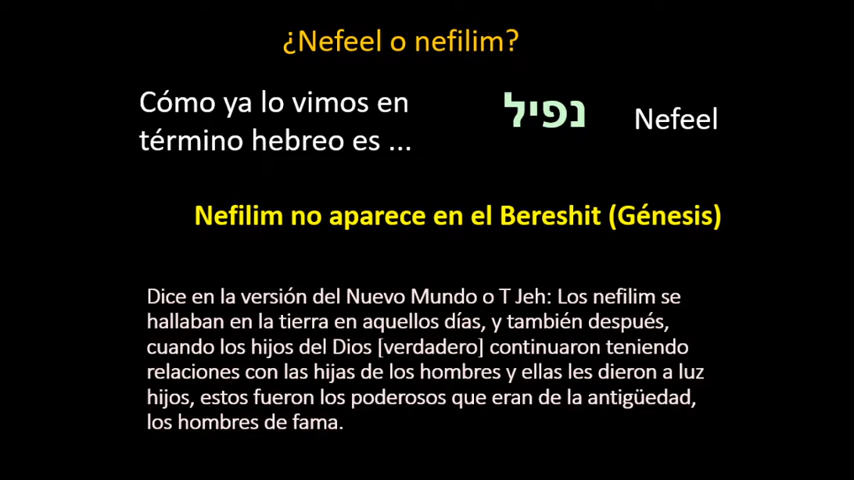 ¿Nefeel o nefilim?
Cómo ya lo vimos en
término hebreo es ...
נפיל
Nefeel
Nefilim no aparece en el Bereshit (Génesis)
Dice en la versión del Nuevo Mundo o T Jeh: Los nefilim se
hallaban en la tierra en aquellos días, y también después,
cuando los hijos del Dios [verdadero] continuaron teniendo
relaciones con las hijas de los hombres y ellas les dieron a luz
hijos, estos fueron los poderosos que eran de la antigüedad,
los hombres de fama.